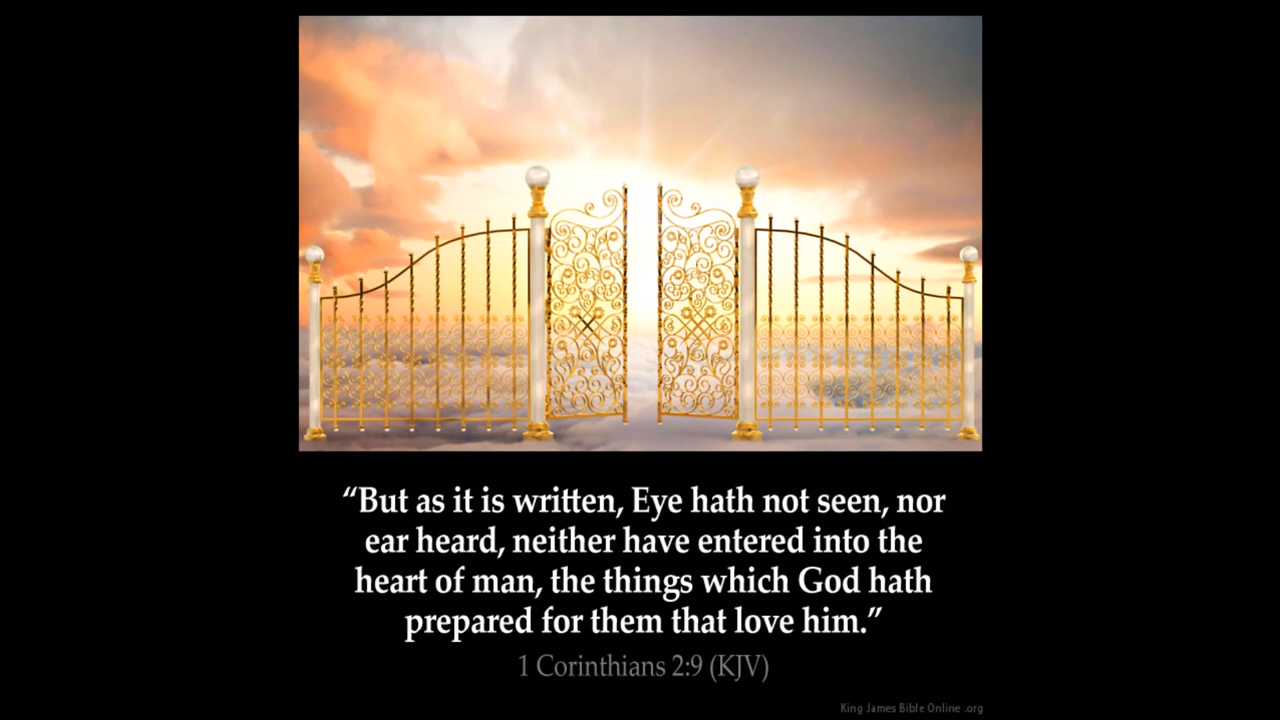 “But as it is written, Eye hath not seen, nor
ear heard, neither have entered into the
heart of man, the things which God hath
prepared for them that love him.”
1 Corinthians 2:9 (KJV)
King James Bible Online .org